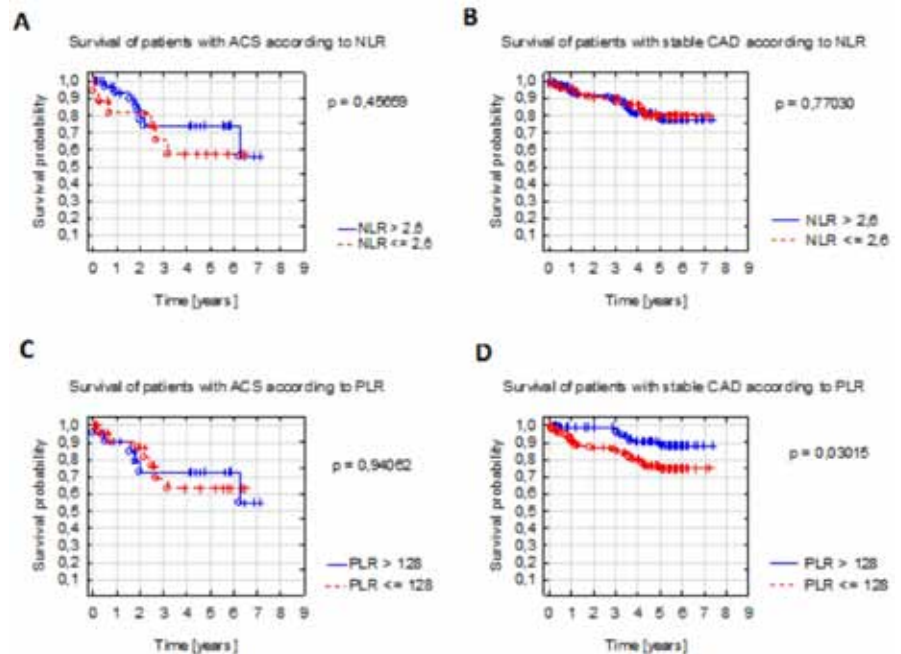 A
Survival of patients with ACS according to NLR
Survival probability
1,0
0,9
0,8
0,7
0,6
0,5
0,4
0,3
0,2
0,1
p = 0,45669
NLR > 2,6
NLR <= 2,6
0 1 2 3 4 5 6 7 8 9
Time [years]
B
Survival of patients with stable CAD according to NLR
Survival probability
1,0
0,9
0,8
0,7
0,6
0,5
0,4
0,3
0,2
0,1
p = 0,77030
NLR > 2,6
NLR <= 2,6
0 1 2 3 4 5 6 7 8 9
Time [years]
C
Survival of patients with ACS according to PLR
Survival probability
1,0
0,9
0,8
0,7
0,6
0,5
0,4
0,3
0,2
0,1
p = 0,94062
PLR > 128
PLR <= 128
0 1 2 3 4 5 6 7 8 9
Time [years]
D
Survival of patients with stable CAD according to PLR
Survival probability
1,0
0,9
0,8
0,7
0,6
0,5
0,4
0,3
0,2
0,1
p = 0,03015
PLR > 128
PLR <= 128
0 1 2 3 4 5 6 7 8 9
Time [years]